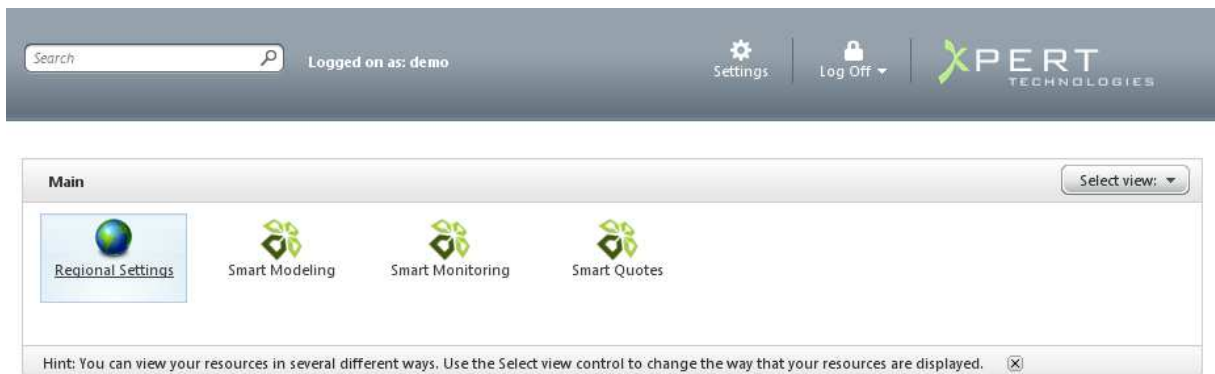 Search
Logged on as: demo
Settings
Log Off
XPERT
TECHNOLOGIES
Main
Select view:
Regional Settings
Smart Modeling
Smart Monitoring
Smart Quotes
Hint: You can view your resources in several different ways. Use the Select view control to change the way that your resources are displayed.